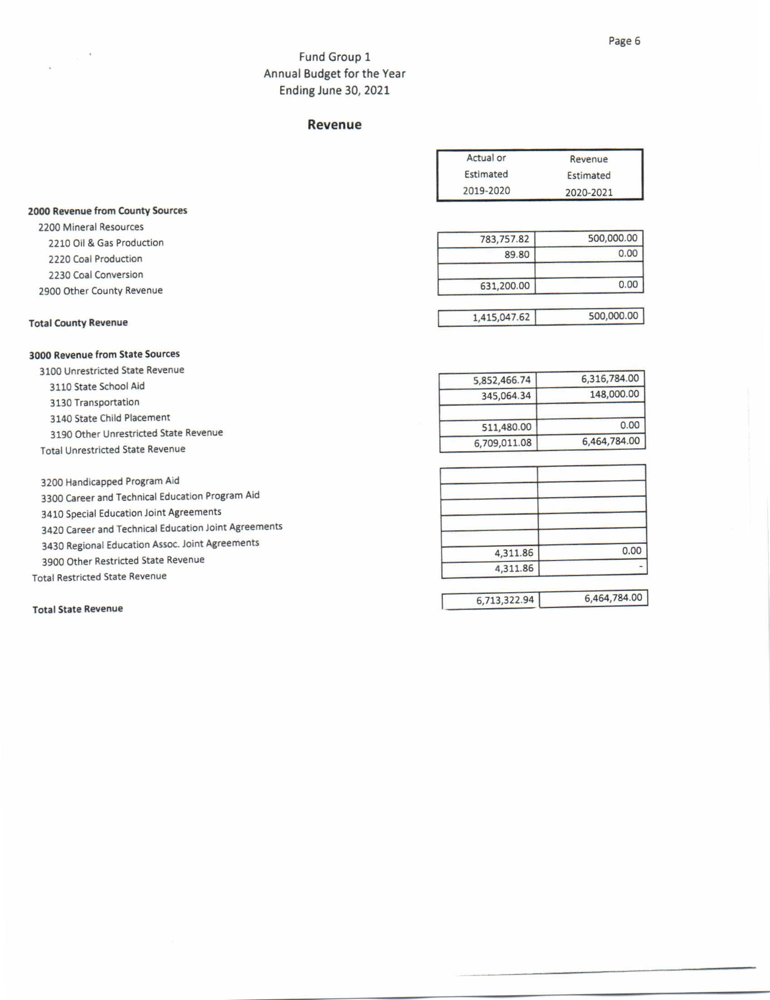 Page 6
Fund Group 1
Annual Budget for the Year
Ending June 30, 2021
Revenue
Actual or Revenue
Estimated Estimated
2019-2020 2020-2021
2000 Revenue from County Sources
2200 Mineral Resources
2210 Oil & Gas Production 783,757.82 500,000.00
2220 Coal Production 89.80 0.00
2230 Coal Conversion
2900 Other County Revenue 631,200.00 0.00
Total County Revenue 1,415,047.62 500,000.00
3000 Revenue from State Sources
3100 Unrestricted State Revenue
3110 State School Aid 5,852,466.74 6,316,784.00
3130 Transportation 345,064.34 148,000.00
3140 State Child Placement
3190 Other Unrestricted State Revenue 511,480.00 0.00
Total Unrestricted State Revenue 6,709,011.08 6,464,784.00
3200 Handicapped Program Aid
3300 Career and Technical Education Program Aid
3410 Special Education Joint Agreements
3420 Career and Technical Education Joint Agreements
3430 Regional Education Assoc. Joint Agreements
3900 Other Restricted State Revenue 4,311.86 0.00
Total Restricted State Revenue 4,311.86 -
Total State Revenue 6,713,322.94 6,464,784.00